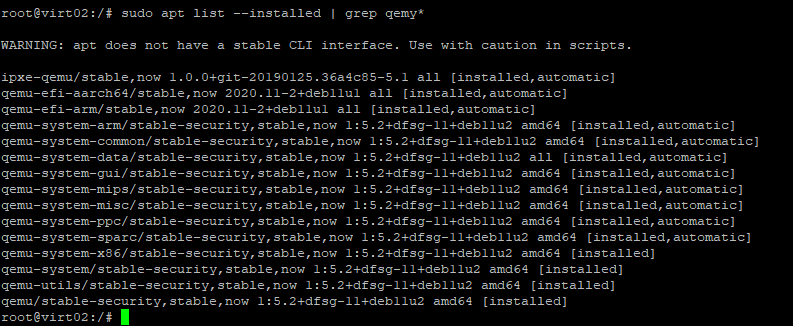 root@virt02:/# sudo apt list --installed | grep qemy*
WARNING: apt does not have a stable CLI interface. Use with caution in scripts.
ipxe-qemu/stable,now 1.0.0+git-20190125.36a4c85-5.1 all [installed,automatic]
qemu-efi-aarch64/stable,now 2020.11-2+deb11u1 all [installed,automatic]
qemu-efi-arm/stable,now 2020.11-2+deb11u1 all [installed,automatic]
qemu-system-arm/stable-security,stable,now 1:5.2+dfsg-11+deb11u2 amd64 [installed,automatic]
qemu-system-common/stable-security,stable,now 1:5.2+dfsg-11+deb11u2 amd64 [installed,automatic]
qemu-system-data/stable-security,stable,now 1:5.2+dfsg-11+deb11u2 all [installed,automatic]
qemu-system-gui/stable-security,stable,now 1:5.2+dfsg-11+deb11u2 amd64 [installed,automatic]
qemu-system-mips/stable-security,stable,now 1:5.2+dfsg-11+deb11u2 amd64 [installed,automatic]
qemu-system-misc/stable-security,stable,now 1:5.2+dfsg-11+deb11u2 amd64 [installed,automatic]
qemu-system-ppc/stable-security,stable,now 1:5.2+dfsg-11+deb11u2 amd64 [installed,automatic]
qemu-system-sparc/stable-security,stable,now 1:5.2+dfsg-11+deb11u2 amd64 [installed,automatic]
qemu-system-x86/stable-security,stable,now 1:5.2+dfsg-11+deb11u2 amd64 [installed]
qemu-system/stable-security,stable,now 1:5.2+dfsg-11+deb11u2 amd64 [installed]
qemu-utils/stable-security,stable,now 1:5.2+dfsg-11+deb11u2 amd64 [installed]
qemu/stable-security,stable,now 1:5.2+dfsg-11+deb11u2 amd64 [installed]
root@virt02:/#